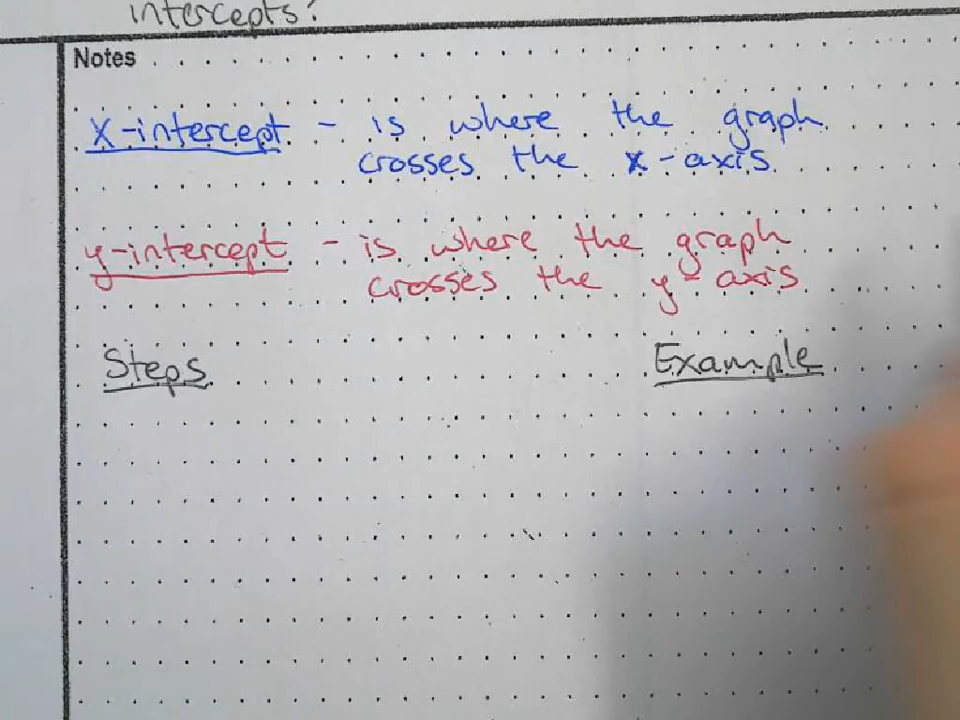 intercepts?
Notes
x-intercept - is where the graph
crosses the x-axis
y-intercept - is where the graph
crosses the y-axis
Steps Example